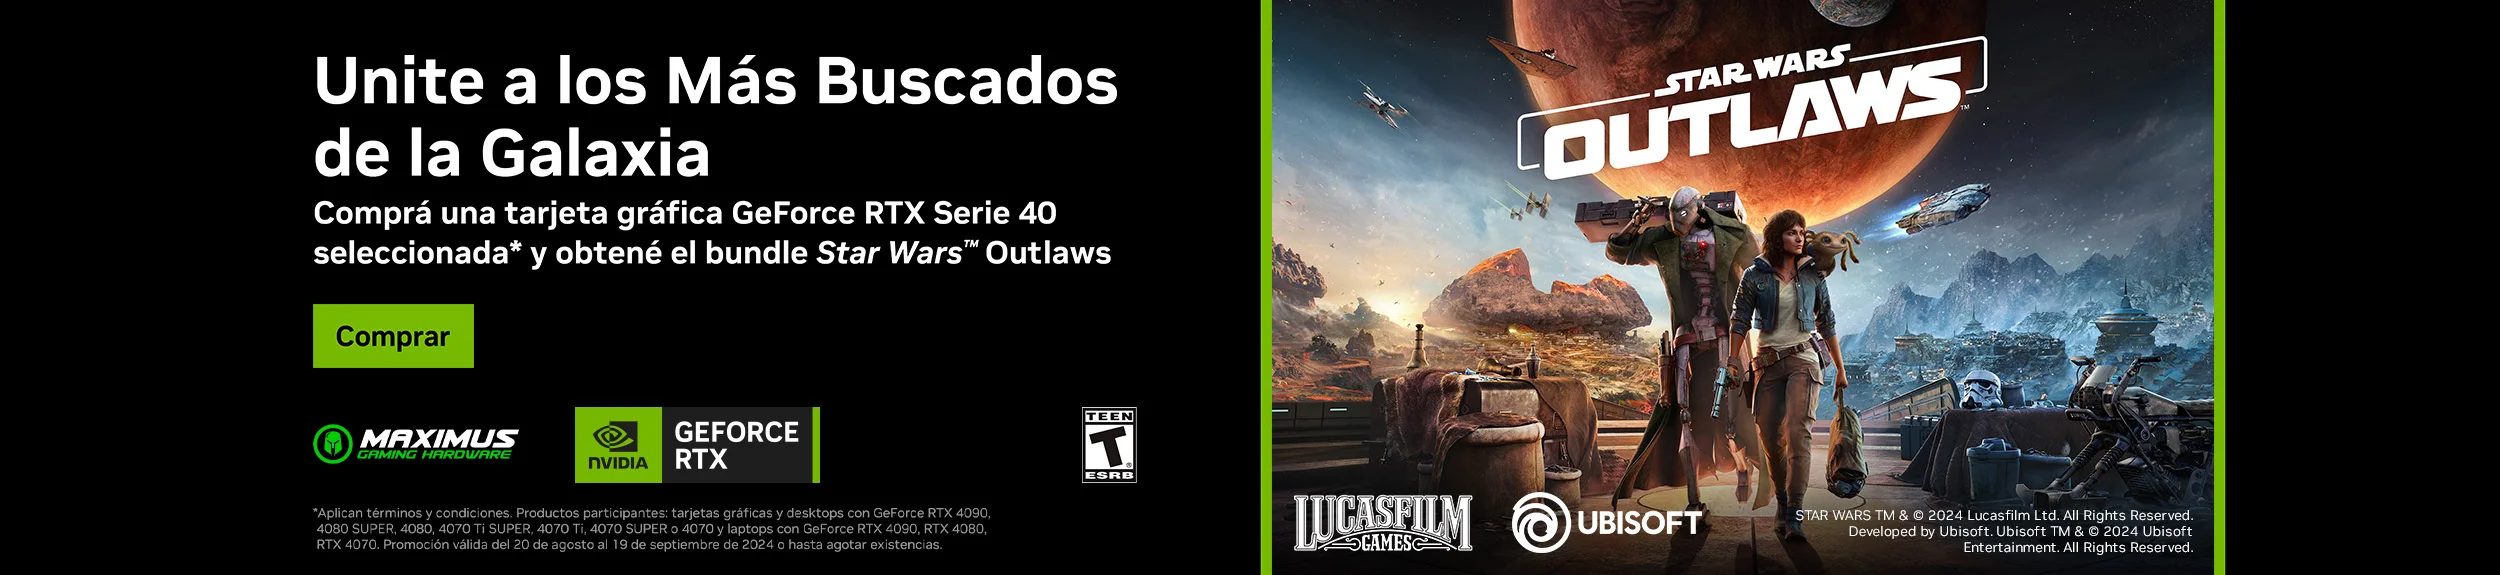 Unite a los Más Buscados
de la Galaxia
Comprá una tarjeta gráfica GeForce RTX Serie 40
seleccionada* y obtené el bundle Star Wars™ Outlaws
Comprar
MAXIMUS
GAMING HARDWARE
NVIDIA
GEFORCE
RTX
TEEN
T
ESRB
*Aplican términos y condiciones. Productos participantes: tarjetas gráficas y desktops con GeForce RTX 4090,
4080 SUPER, 4080, 4070 Ti SUPER, 4070 Ti, 4070 SUPER o 4070 y laptops con GeForce RTX 4090, RTX 4080,
RTX 4070. Promoción válida del 20 de agosto al 19 de septiembre de 2024 o hasta agotar existencias.
STAR WARS
OUTLAWS™
LUCASFILM
GAMES
UBISOFT
STAR WARS TM & © 2024 Lucasfilm Ltd. All Rights Reserved.
Developed by Ubisoft. Ubisoft TM & © 2024 Ubisoft
Entertainment. All Rights Reserved.